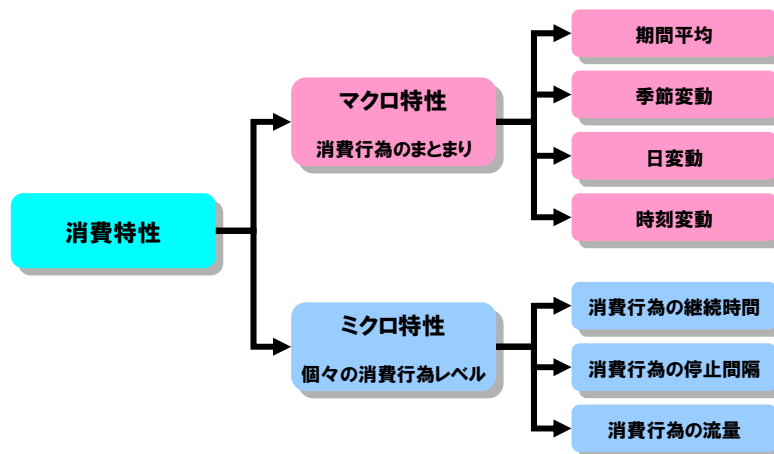 消費特性
マクロ特性
消費行為のまとまり
期間平均
季節変動
日変動
時刻変動
ミクロ特性
個々の消費行為レベル
消費行為の継続時間
消費行為の停止間隔
消費行為の流量